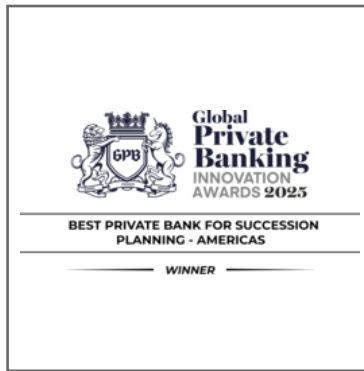 GPB
Global
Private
Banking
INNOVATION
AWARDS 2025
BEST PRIVATE BANK FOR SUCCESSION
PLANNING - AMERICAS
WINNER